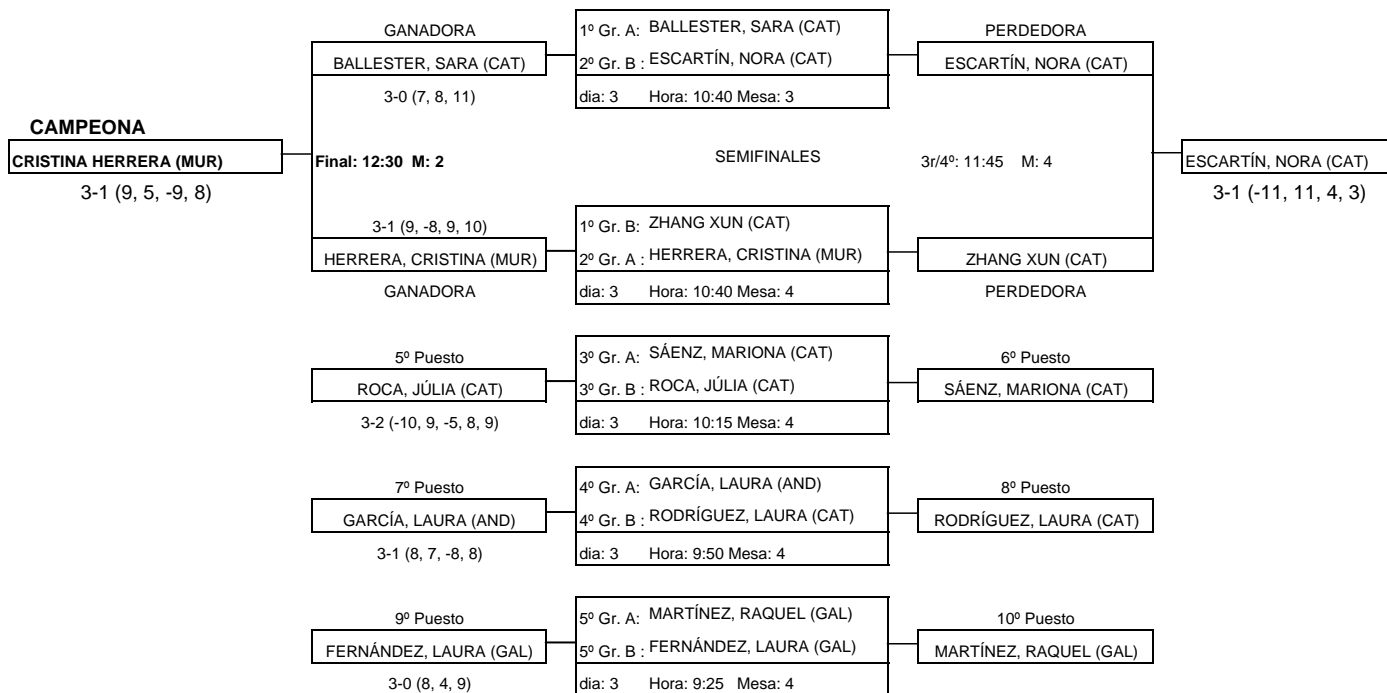 GANADORA
1º Gr. A: BALLESTER, SARA (CAT)
PERDEDORA
BALLESTER, SARA (CAT)
2º Gr. B : ESCARTÍN, NORA (CAT)
ESCARTÍN, NORA (CAT)
3-0 (7, 8, 11)
dia: 3 Hora: 10:40 Mesa: 3
CAMPEONA
CRISTINA HERRERA (MUR)
Final: 12:30 M: 2
SEMIFINALES
3r/4º: 11:45 M: 4
ESCARTÍN, NORA (CAT)
3-1 (9, 5, -9, 8)
3-1 (-11, 11, 4, 3)
3-1 (9, -8, 9, 10)
1º Gr. B: ZHANG XUN (CAT)
HERRERA, CRISTINA (MUR)
2º Gr. A : HERRERA, CRISTINA (MUR)
ZHANG XUN (CAT)
GANADORA
dia: 3 Hora: 10:40 Mesa: 4
PERDEDORA
5º Puesto
3º Gr. A: SÁENZ, MARIONA (CAT)
6º Puesto
ROCA, JÚLIA (CAT)
3º Gr. B : ROCA, JÚLIA (CAT)
SÁENZ, MARIONA (CAT)
3-2 (-10, 9, -5, 8, 9)
dia: 3 Hora: 10:15 Mesa: 4
7º Puesto
4º Gr. A: GARCÍA, LAURA (AND)
8º Puesto
GARCÍA, LAURA (AND)
4º Gr. B : RODRÍGUEZ, LAURA (CAT)
RODRÍGUEZ, LAURA (CAT)
3-1 (8, 7, -8, 8)
dia: 3 Hora: 9:50 Mesa: 4
9º Puesto
5º Gr. A: MARTÍNEZ, RAQUEL (GAL)
10º Puesto
FERNÁNDEZ, LAURA (GAL)
5º Gr. B : FERNÁNDEZ, LAURA (GAL)
MARTÍNEZ, RAQUEL (GAL)
3-0 (8, 4, 9)
dia: 3 Hora: 9:25 Mesa: 4